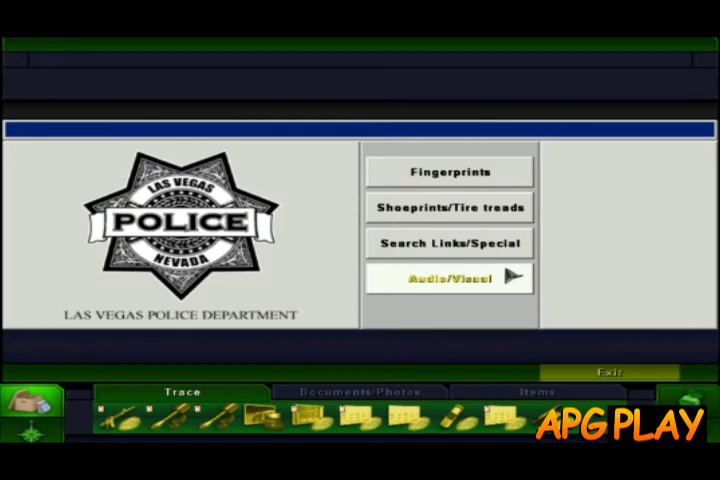 LAS VEGAS
POLICE
NEVADA
LAS VEGAS POLICE DEPARTMENT
Fingerprints
Shoeprints/Tire treads
Search Links/Special
Audio/Visual
Exit
Trace
Documents/Photos
Items
APG PLAY